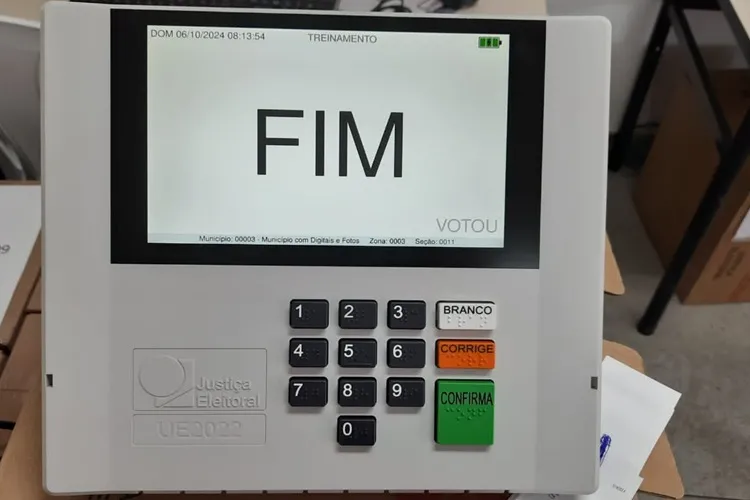 DOM 06/10/2024 08:13:54 TREINAMENTO
FIM
VOTOU
Município: 00003 - Município com Digitais e Fotos Zona: 0003 Seção: 0011
1 2 3 BRANCO
4 5 6 CORRIGE
7 8 9 CONFIRMA
0
Justiça
Eleitoral
UE2022